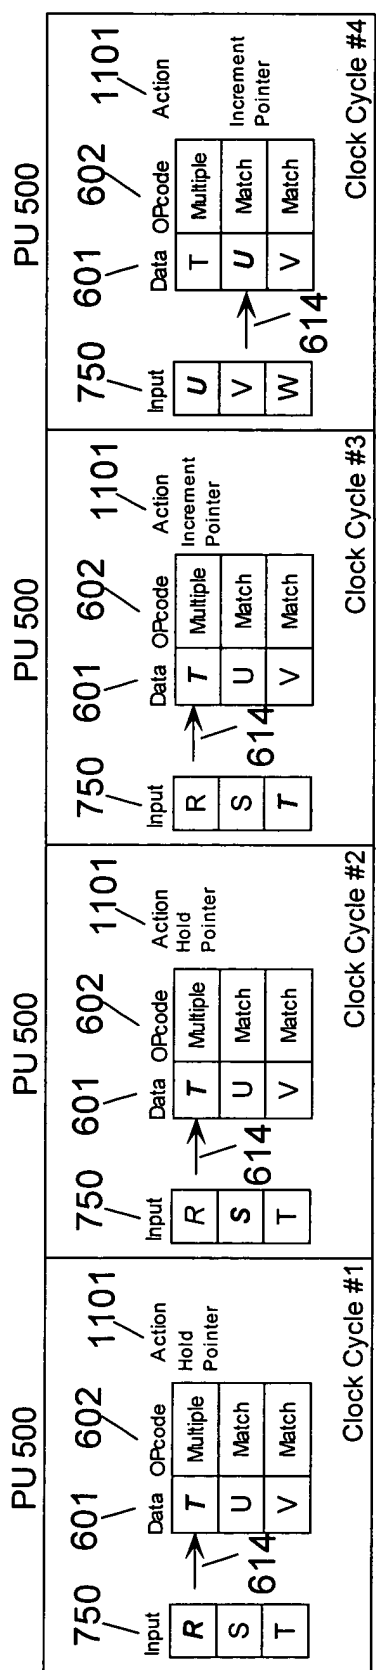 PU 500
750
601
602
1101
Input
Data
OPcode
Action
R
T
Multiple
Hold
Pointer
S
U
Match
T
V
Match
614
Clock Cycle #1
PU 500
750
601
602
1101
Input
Data
OPcode
Action
R
T
Multiple
Hold
Pointer
S
U
Match
T
V
Match
614
Clock Cycle #2
PU 500
750
601
602
1101
Input
Data
OPcode
Action
R
T
Multiple
Increment
Pointer
S
U
Match
T
V
Match
614
Clock Cycle #3
PU 500
750
601
602
1101
Input
Data
OPcode
Action
U
T
Multiple
V
U
Match
Increment
Pointer
W
V
Match
614
Clock Cycle #4